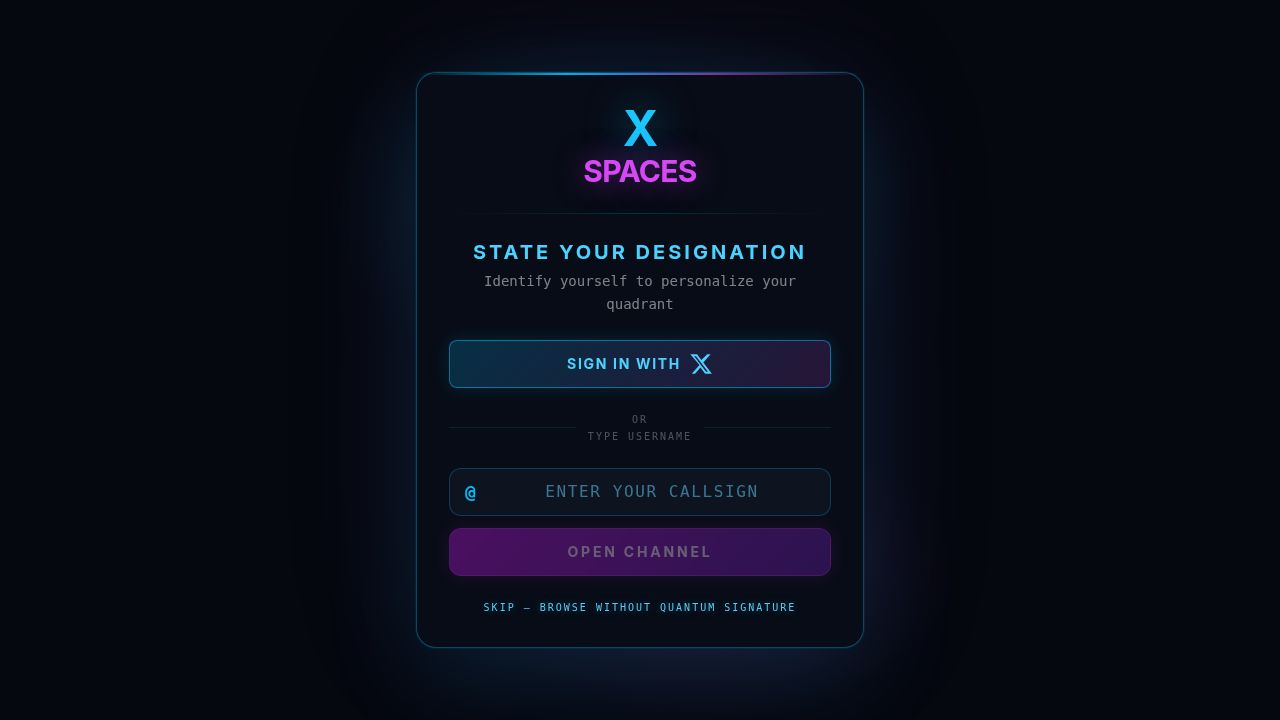 X
SPACES
STATE YOUR DESIGNATION
Identify yourself to personalize your
quadrant
SIGN IN WITH X
OR
TYPE USERNAME
@ ENTER YOUR CALLSIGN
OPEN CHANNEL
SKIP — BROWSE WITHOUT QUANTUM SIGNATURE